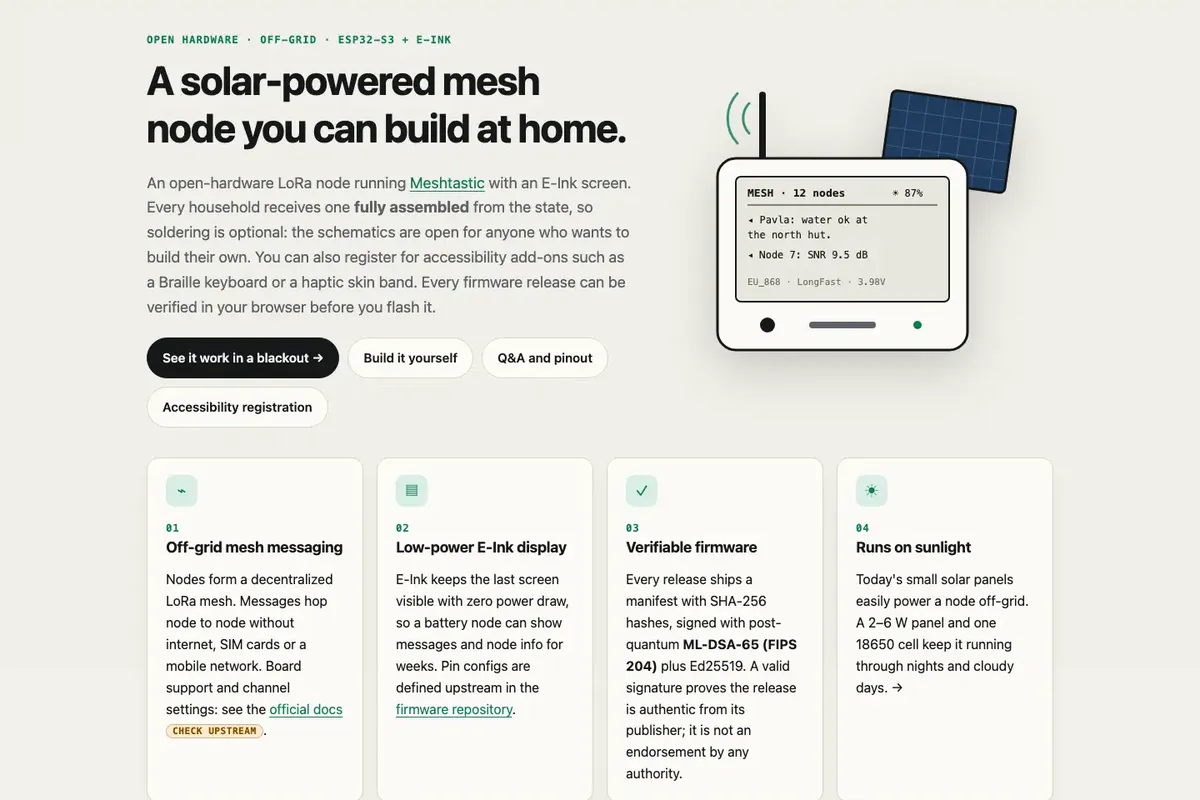 OPEN HARDWARE · OFF-GRID · ESP32-S3 + E-INK
A solar-powered mesh
node you can build at home.
An open-hardware LoRa node running Meshtastic with an E-Ink screen.
Every household receives one fully assembled from the state, so
soldering is optional: the schematics are open for anyone who wants to
build their own. You can also register for accessibility add-ons such as
a Braille keyboard or a haptic skin band. Every firmware release can be
verified in your browser before you flash it.
See it work in a blackout →
Build it yourself
Q&A and pinout
Accessibility registration
MESH · 12 nodes ☀ 87%
◂ Pavla: water ok at
the north hut.
◂ Node 7: SNR 9.5 dB
EU_868 · LongFast · 3.98V
01
Off-grid mesh messaging
Nodes form a decentralized
LoRa mesh. Messages hop
node to node without
internet, SIM cards or a
mobile network. Board
support and channel
settings: see the official docs
CHECK UPSTREAM.
02
Low-power E-Ink display
E-Ink keeps the last screen
visible with zero power draw,
so a battery node can show
messages and node info for
weeks. Pin configs are
defined upstream in the
firmware repository.
03
Verifiable firmware
Every release ships a
manifest with SHA-256
hashes, signed with post-
quantum ML-DSA-65 (FIPS
204) plus Ed25519. A valid
signature proves the release
is authentic from its
publisher; it is not an
endorsement by any
authority.
04
Runs on sunlight
Today's small solar panels
easily power a node off-grid.
A 2–6 W panel and one
18650 cell keep it running
through nights and cloudy
days. →